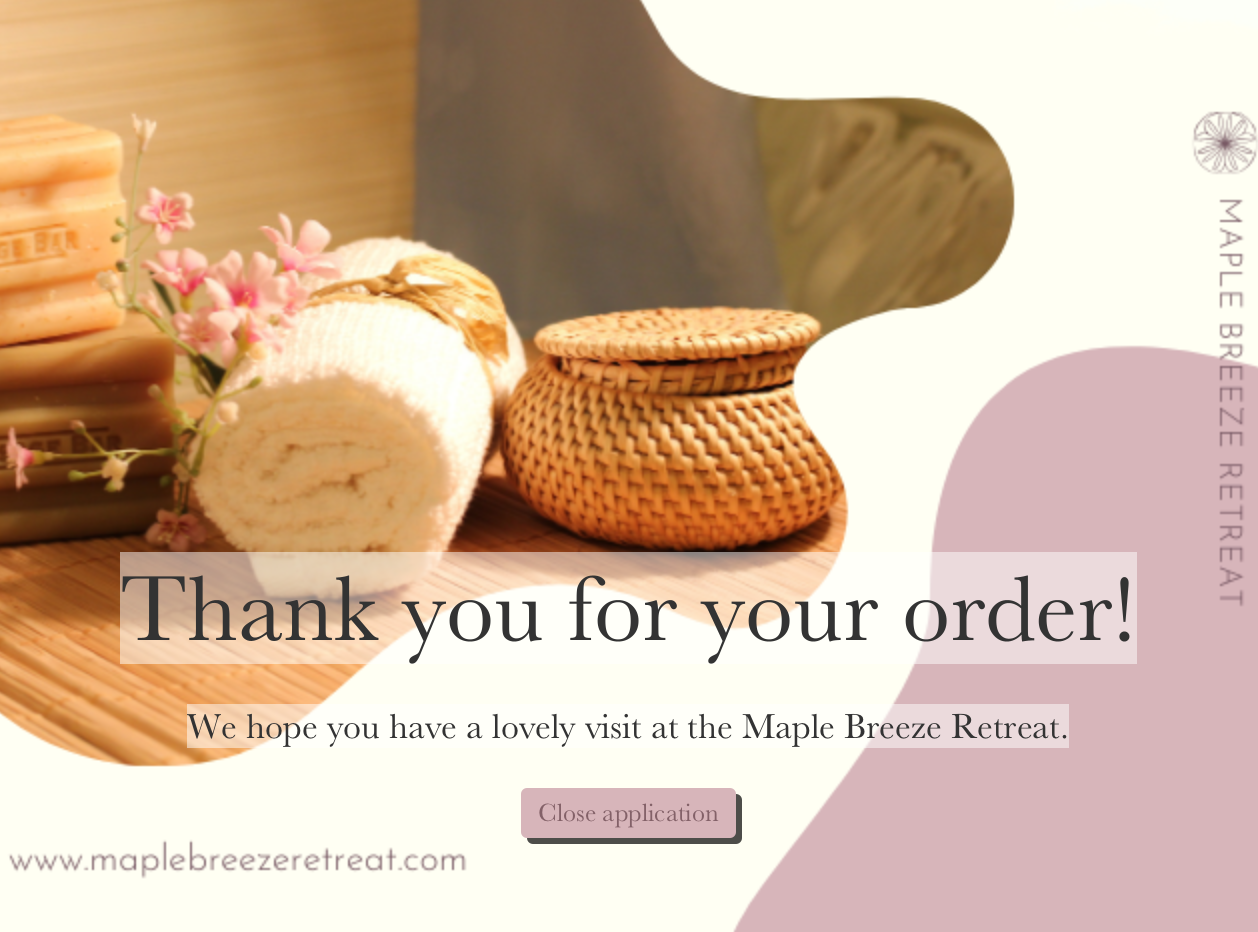 MAPLE BREEZE RETREAT
Thank you for your order!
We hope you have a lovely visit at the Maple Breeze Retreat.
Close application
www.maplebreezeretreat.com